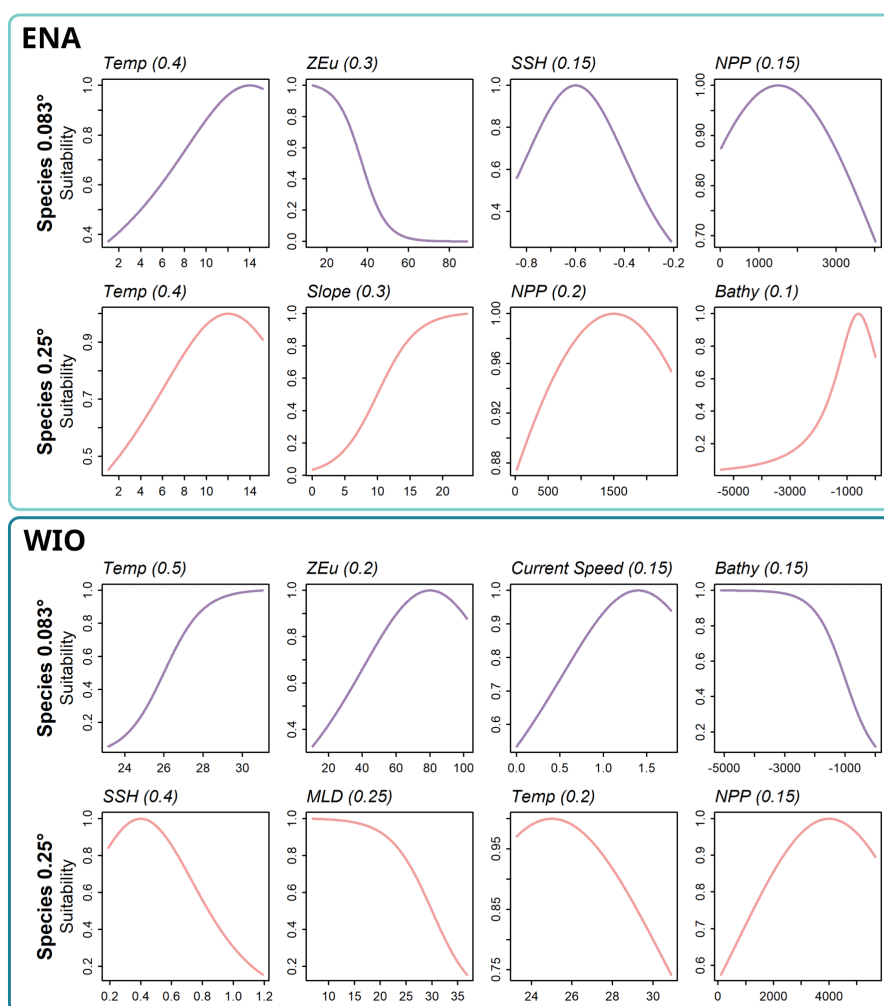 ENA
Temp (0.4) ZEu (0.3) SSH (0.15) NPP (0.15)
Species 0.083°
Suitability
0.4 0.6 0.8 1.0
2 4 6 8 10 12 14
0.0 0.2 0.4 0.6 0.8 1.0
20 40 60 80
0.4 0.6 0.8 1.0
-0.8 -0.6 -0.4 -0.2
0.70 0.80 0.90 1.00
0 1000 3000
Temp (0.4) Slope (0.3) NPP (0.2) Bathy (0.1)
Species 0.25°
Suitability
0.5 0.7 0.9
2 4 6 8 10 12 14
0.0 0.2 0.4 0.6 0.8 1.0
0 5 10 15 20
0.88 0.92 0.96 1.00
0 500 1500
0.2 0.4 0.6 0.8 1.0
-5000 -3000 -1000
WIO
Temp (0.5) ZEu (0.2) Current Speed (0.15) Bathy (0.15)
Species 0.083°
Suitability
0.2 0.4 0.6 0.8 1.0
24 26 28 30
0.4 0.6 0.8 1.0
20 40 60 80 100
0.6 0.7 0.8 0.9 1.0
0.0 0.5 1.0 1.5
0.2 0.4 0.6 0.8 1.0
-5000 -3000 -1000
SSH (0.4) MLD (0.25) Temp (0.2) NPP (0.15)
Species 0.25°
Suitability
0.2 0.4 0.6 0.8 1.0
0.2 0.4 0.6 0.8 1.0 1.2
0.2 0.4 0.6 0.8 1.0
10 15 20 25 30 35
0.75 0.85 0.95
24 26 28 30
0.6 0.7 0.8 0.9 1.0
0 2000 4000